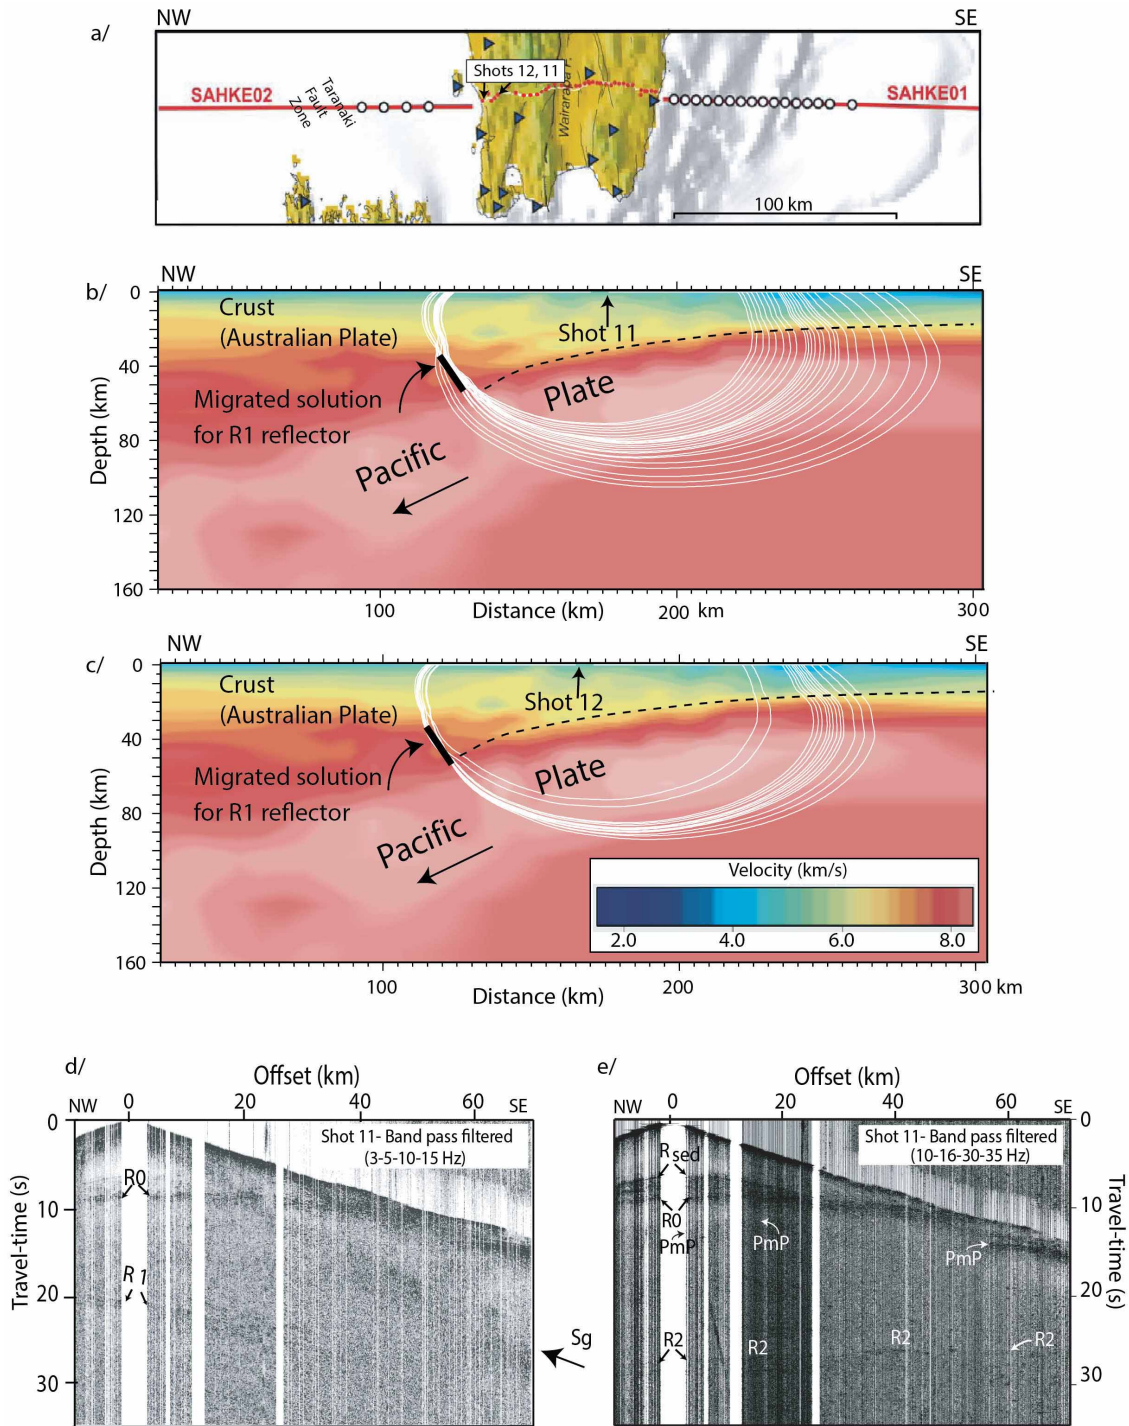 NW SE
a/
Shots 12, 11
SAHKE02
Taranaki
Fault
Zone
Wairarapa F.
SAHKE01
100 km
NW SE
b/
0
40
80
120
160
Depth (km)
Crust
(Australian Plate)
Shot 11
Migrated solution
for R1 reflector
Plate
Pacific
100 200 km 300
Distance (km)
NW SE
c/
0
40
80
120
160
Depth (km)
Crust
(Australian Plate)
Shot 12
Migrated solution
for R1 reflector
Plate
Pacific
Velocity (km/s)
2.0 4.0 6.0 8.0
100 200 300 km
Distance (km)
d/
Offset (km)
NW 0 20 40 60 SE
0
10
20
30
Travel-time (s)
Shot 11- Band pass filtered
(3-5-10-15 Hz)
R0
R1
Sg
e/
Offset (km)
NW 0 20 40 60 SE
0
10
20
30
Travel-time (s)
Shot 11- Band pass filtered
(10-16-30-35 Hz)
Rsed
R0
PmP
PmP
PmP
R2
R2
R2
R2